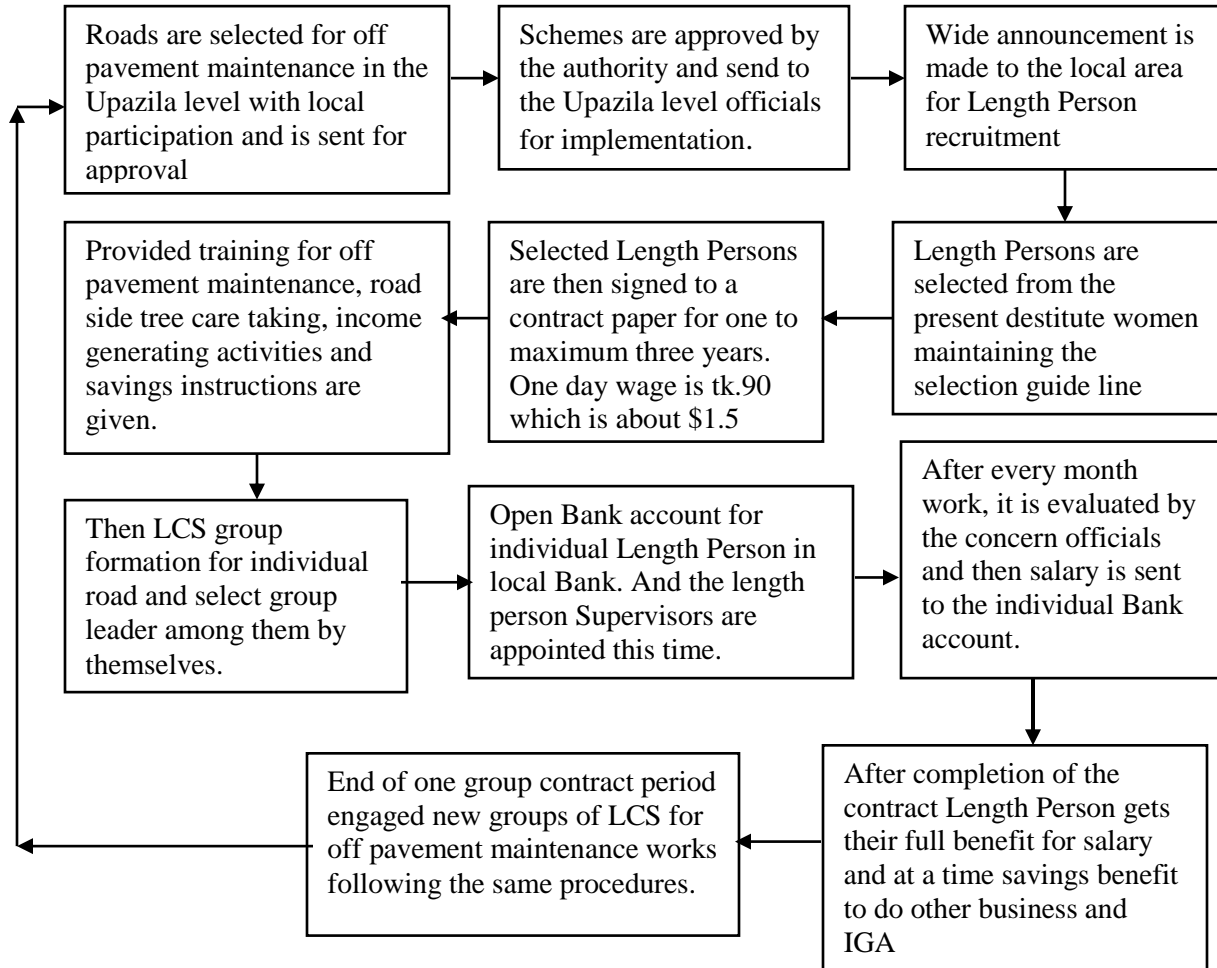 Roads are selected for off
pavement maintenance in the
Upazila level with local
participation and is sent for
approval
Schemes are approved by
the authority and send to
the Upazila level officials
for implementation.
Wide announcement is
made to the local area
for Length Person
recruitment
Length Persons are
selected from the
present destitute women
maintaining the
selection guide line
Selected Length Persons
are then signed to a
contract paper for one to
maximum three years.
One day wage is tk.90
which is about $1.5
Provided training for off
pavement maintenance, road
side tree care taking, income
generating activities and
savings instructions are
given.
Then LCS group
formation for individual
road and select group
leader among them by
themselves.
Open Bank account for
individual Length Person in
local Bank. And the length
person Supervisors are
appointed this time.
After every month
work, it is evaluated by
the concern officials
and then salary is sent
to the individual Bank
account.
After completion of the
contract Length Person gets
their full benefit for salary
and at a time savings benefit
to do other business and
IGA
End of one group contract period
engaged new groups of LCS for
off pavement maintenance works
following the same procedures.